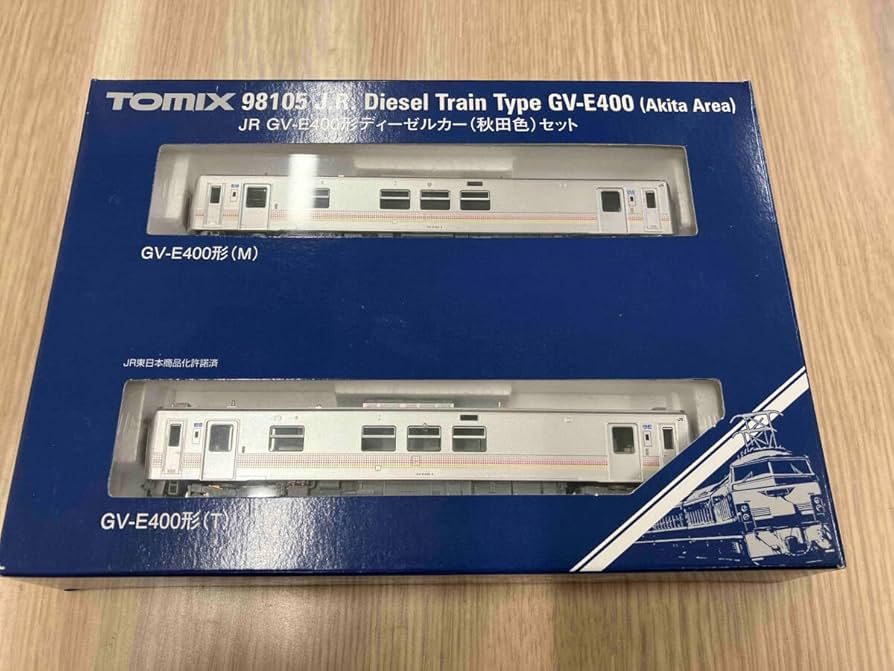 TOMIX 98105 J.R. Diesel Train Type GV-E400 (Akita Area)
JR GV-E400形ディーゼルカー(秋田色)セット
GV-E400形(M)
JR東日本商品化許諾済
GV-E400形(T)